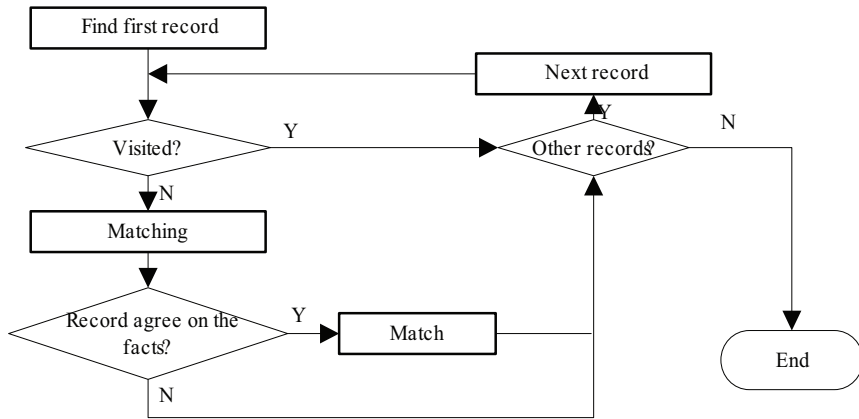 Find first record
Next record
Y
Y
N
Visited?
Other records?
N
Matching
Record agree on the
facts?
Y
Match
End
N